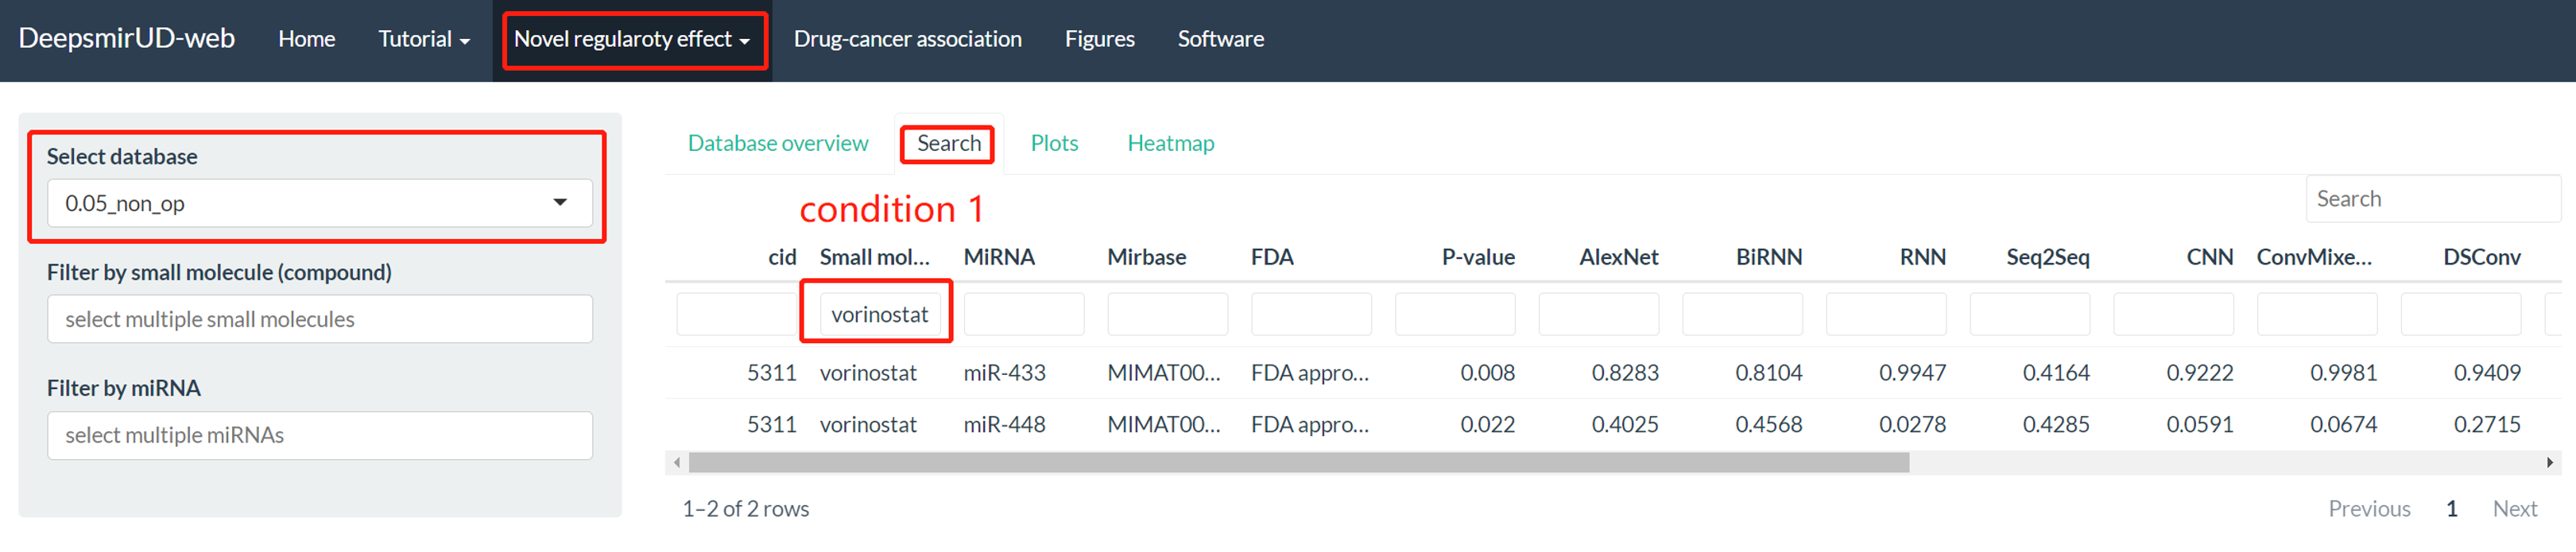 DeepsmirUD-web Home Tutorial Novel regularoty effect Drug-cancer association Figures Software
Select database
0.05_non_op
Filter by small molecule (compound)
select multiple small molecules
Filter by miRNA
select multiple miRNAs
Database overview Search Plots Heatmap
condition 1
Search
cid Small mol... MiRNA Mirbase FDA P-value AlexNet BiRNN RNN Seq2Seq CNN ConvMixe... DSConv
vorinostat
5311 vorinostat miR-433 MIMAT00... FDA appro... 0.008 0.8283 0.8104 0.9947 0.4164 0.9222 0.9981 0.9409
5311 vorinostat miR-448 MIMAT00... FDA appro... 0.022 0.4025 0.4568 0.0278 0.4285 0.0591 0.0674 0.2715
1–2 of 2 rows Previous 1 Next